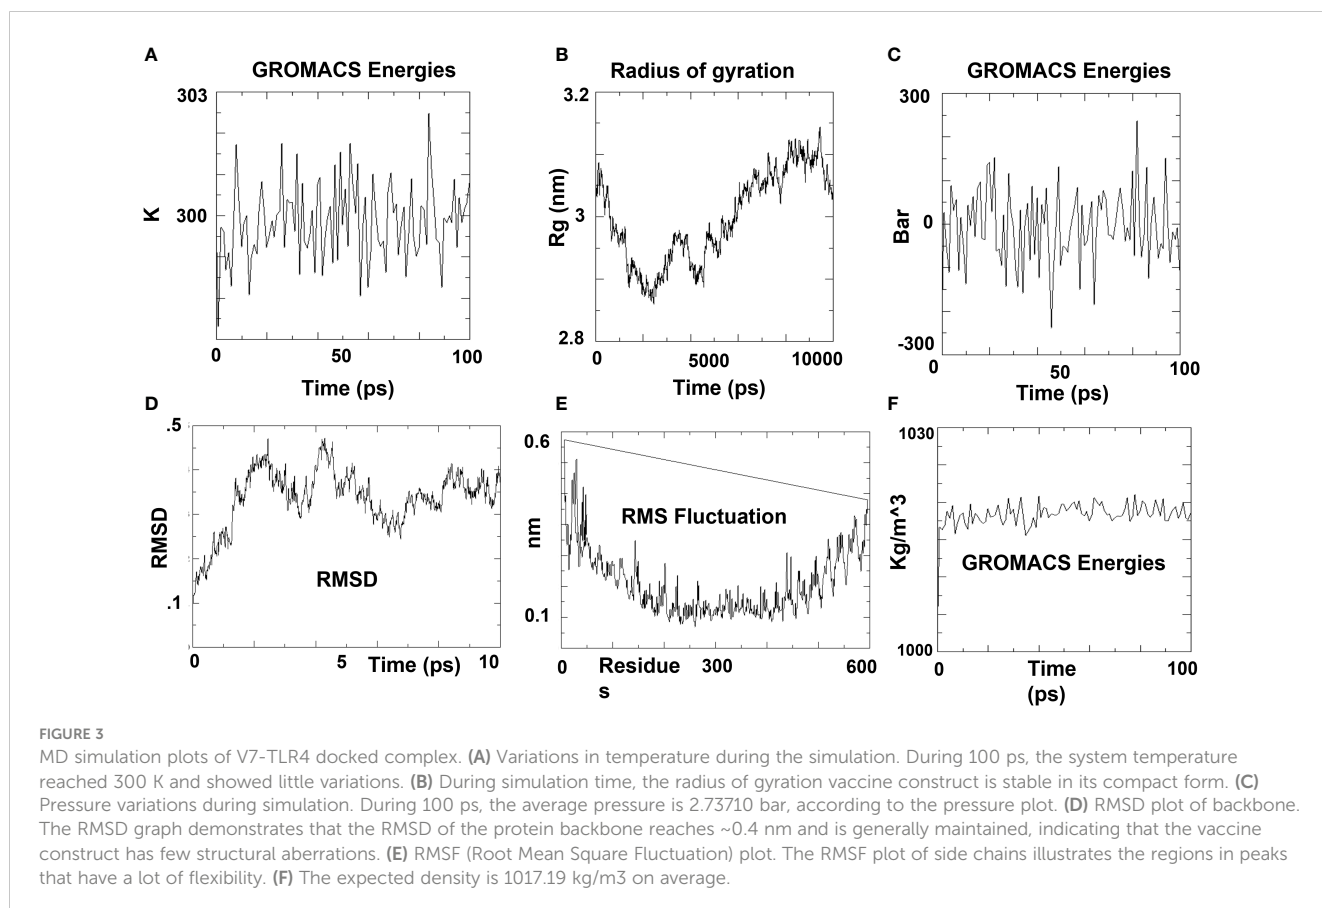 A
GROMACS Energies
303
300
K
0
50
100
Time (ps)
B
Radius of gyration
3.2
3
2.8
Rg (nm)
0
5000
10000
Time (ps)
C
GROMACS Energies
300
0
-300
Bar
0
50
100
Time (ps)
D
.5
.1
RMSD
RMSD
0
5
Time (ps)
10
E
0.6
0.1
nm
RMS Fluctuation
0
Residue
s
300
600
F
1030
1000
Kg/m^3
GROMACS Energies
0
Time
(ps)
100
FIGURE 3
MD simulation plots of V7-TLR4 docked complex. (A) Variations in temperature during the simulation. During 100 ps, the system temperature
reached 300 K and showed little variations. (B) During simulation time, the radius of gyration vaccine construct is stable in its compact form. (C)
Pressure variations during simulation. During 100 ps, the average pressure is 2.73710 bar, according to the pressure plot. (D) RMSD plot of backbone.
The RMSD graph demonstrates that the RMSD of the protein backbone reaches ~0.4 nm and is generally maintained, indicating that the vaccine
construct has few structural aberrations. (E) RMSF (Root Mean Square Fluctuation) plot. The RMSF plot of side chains illustrates the regions in peaks
that have a lot of flexibility. (F) The expected density is 1017.19 kg/m3 on average.